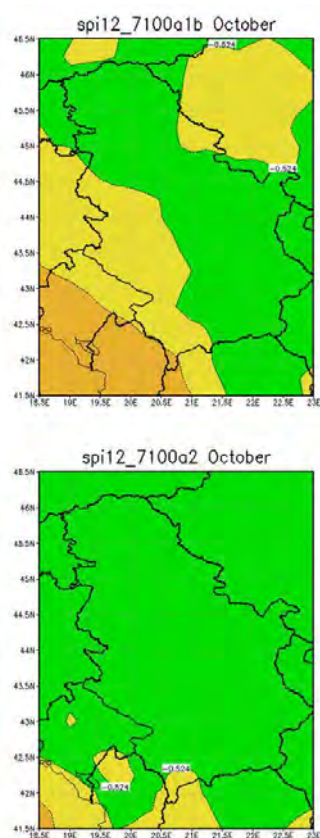 spi12_7100a1b October
46.5N
-0.524
46N
45.5N
45N
-0.524
44.5N
44N
43.5N
43N
42.5N
42N
41.5N
18.5E 19E 19.5E 20E 20.5E 21E 21.5E 22E 22.5E 23E
spi12_7100a2 October
46.5N
46N
45.5N
45N
44.5N
44N
43.5N
43N
42.5N
-0.524
42N
-0.524
41.5N
18.5E 19E 19.5E 20E 20.5E 21E 21.5E 22E 22.5E 23E